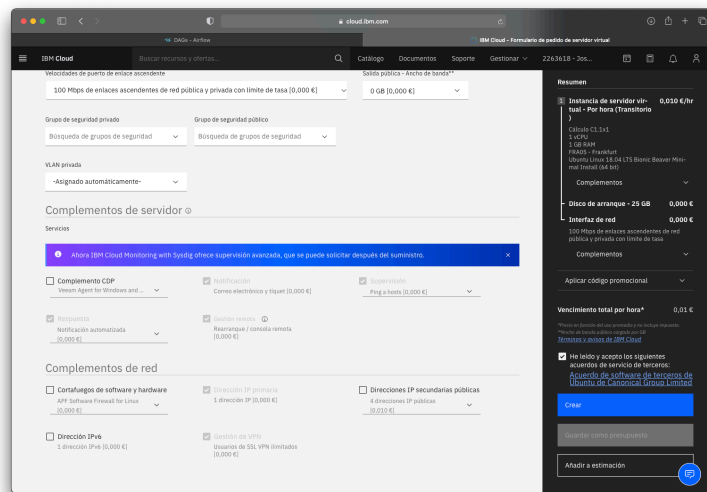 cloud.ibm.com
DAGs - Airflow
IBM Cloud - Formulario de pedido de servidor virtual
IBM Cloud
Buscar recursos y ofertas...
Catálogo
Documentos
Soporte
Gestionar
2263618 - Jos...
Velocidades de puerto de enlace ascendente
Salida pública - Ancho de banda**
100 Mbps de enlaces ascendentes de red pública y privada con límite de tasa [0,000 €]
0 GB [0,000 €]
Grupo de seguridad privado
Grupo de seguridad público
Búsqueda de grupos de seguridad
Búsqueda de grupos de seguridad
VLAN privada
-Asignado automáticamente-
Complementos de servidor
Servicios
Ahora IBM Cloud Monitoring with Sysdig ofrece supervisión avanzada, que se puede solicitar después del suministro.
Complemento CDP
Veeam Agent for Windows and ...
Notificación
Correo electrónico y tíquet [0,000 €]
Supervisión
Ping a hosts [0,000 €]
Respuesta
Notificación automatizada
[0,000 €]
Gestión remota
Rearranque / consola remota
[0,000 €]
Complementos de red
Cortafuegos de software y hardware
APF Software Firewall for Linux
[0,000 €]
Dirección IP primaria
1 dirección IP [0,000 €]
Direcciones IP secundarias públicas
4 direcciones IP públicas
[0,010 €]
Dirección IPv6
1 dirección IPv6 [0,000 €]
Gestión de VPN
Usuarios de SSL VPN ilimitados
[0,000 €]
Resumen
1 Instancia de servidor vir-
tual - Por hora (Transitorio
)
0,010 €/hr
Cálculo C1.1x1
1 vCPU
1 GB RAM
FRA05 - Frankfurt
Ubuntu Linux 18.04 LTS Bionic Beaver Mini-
mal Install (64 bit)
Complementos
Disco de arranque - 25 GB 0,000 €
Interfaz de red 0,000 €
100 Mbps de enlaces ascendentes de red
pública y privada con límite de tasa
Complementos
Aplicar código promocional
Vencimiento total por hora* 0,01 €
Términos y avisos de IBM Cloud
He leído y acepto los siguientes
acuerdos de servicio de terceros:
Acuerdo de software de terceros de
Ubuntu de Canonical Group Limited
Crear
Guardar como presupuesto
Añadir a estimación